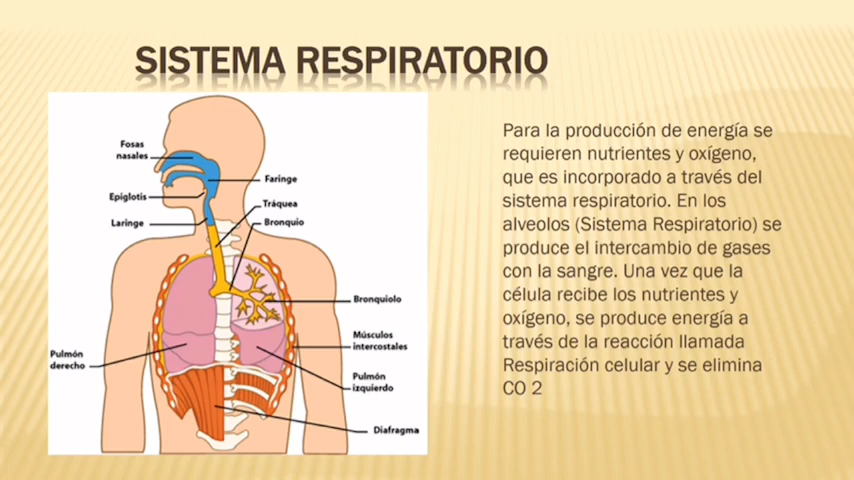 SISTEMA RESPIRATORIO
Fosas
nasales
Faringe
Epiglotis
Tráquea
Laringe
Bronquio
Bronquiolo
Músculos
intercostales
Pulmón
derecho
Pulmón
izquierdo
Diafragma
Para la producción de energía se
requieren nutrientes y oxígeno,
que es incorporado a través del
sistema respiratorio. En los
alveolos (Sistema Respiratorio) se
produce el intercambio de gases
con la sangre. Una vez que la
célula recibe los nutrientes y
oxígeno, se produce energía a
través de la reacción llamada
Respiración celular y se elimina
CO 2